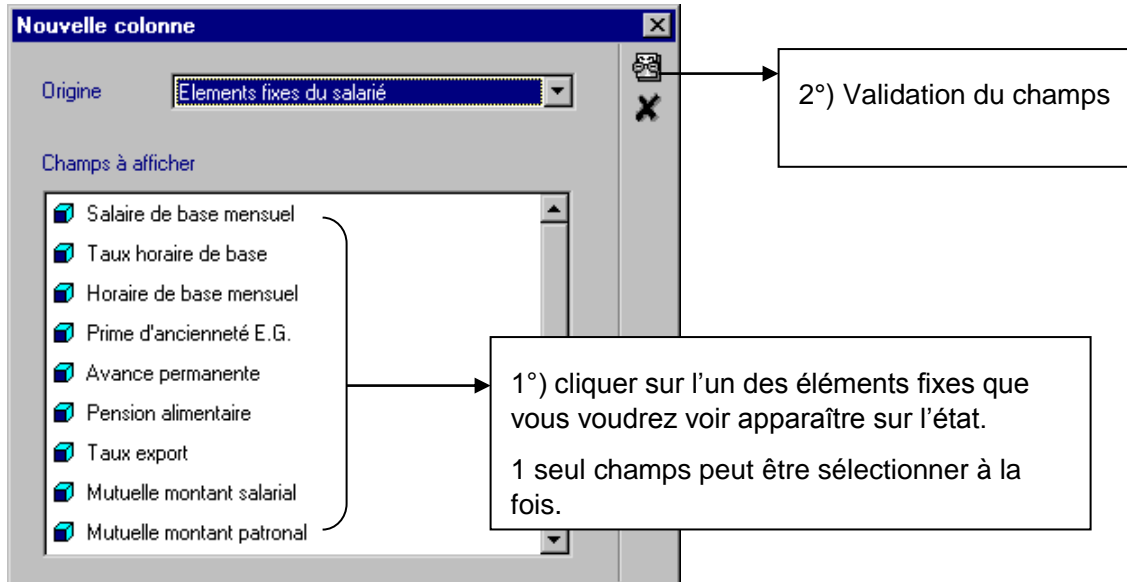 Nouvelle colonne
Origine
Elements fixes du salarié
2°) Validation du champs
Champs à afficher
Salaire de base mensuel
Taux horaire de base
Horaire de base mensuel
Prime d'ancienneté E.G.
Avance permanente
Pension alimentaire
Taux export
Mutuelle montant salarial
Mutuelle montant patronal
1°) cliquer sur l’un des éléments fixes que
vous voudrez voir apparaître sur l’état.
1 seul champs peut être sélectionner à la
fois.